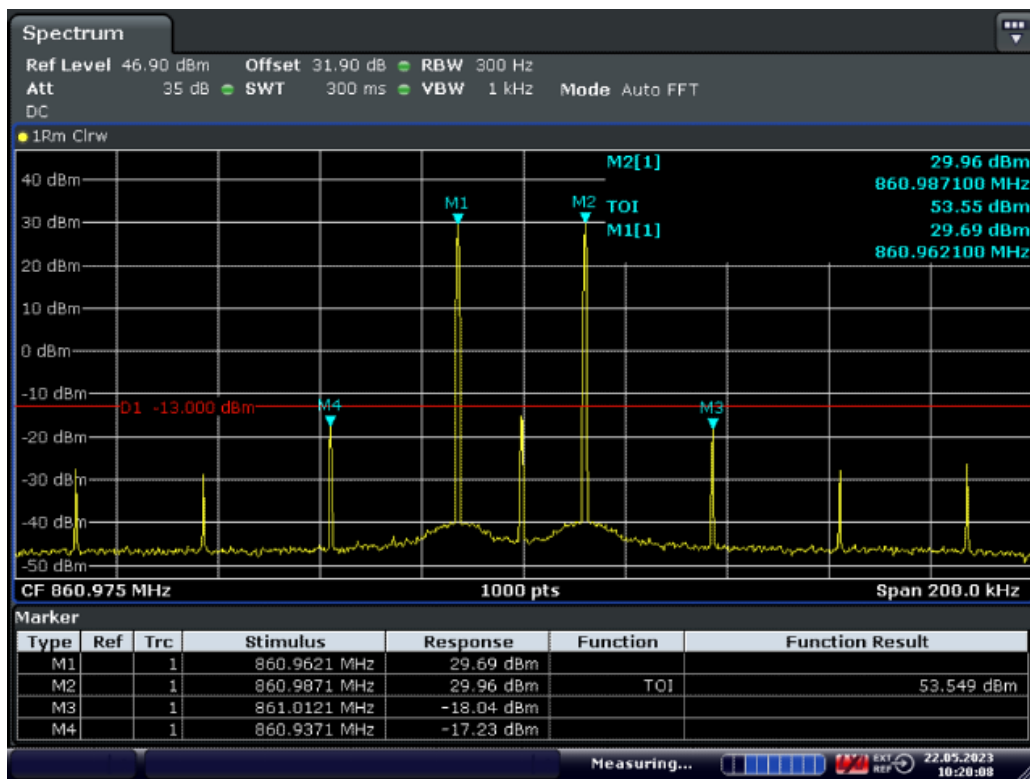 Spectrum
Ref Level 46.90 dBm Offset 31.90 dB RBW 300 Hz
Att 35 dB SWT 300 ms VBW 1 kHz Mode Auto FFT
DC
1Rm Clrw
M2[1] 29.96 dBm
860.987100 MHz
TOI 53.55 dBm
M1[1] 29.69 dBm
860.962100 MHz
40 dBm
M1 M2
30 dBm
20 dBm
10 dBm
0 dBm
-10 dBm
D1 -13.000 dBm M4 M3
-20 dBm
-30 dBm
-40 dBm
-50 dBm
CF 860.975 MHz 1000 pts Span 200.0 kHz
Marker
Type Ref Trc Stimulus Response Function Function Result
M1 1 860.9621 MHz 29.69 dBm
M2 1 860.9871 MHz 29.96 dBm TOI 53.549 dBm
M3 1 861.0121 MHz -18.04 dBm
M4 1 860.9371 MHz -17.23 dBm
Measuring... EXT REF 22.05.2023
10:20:08